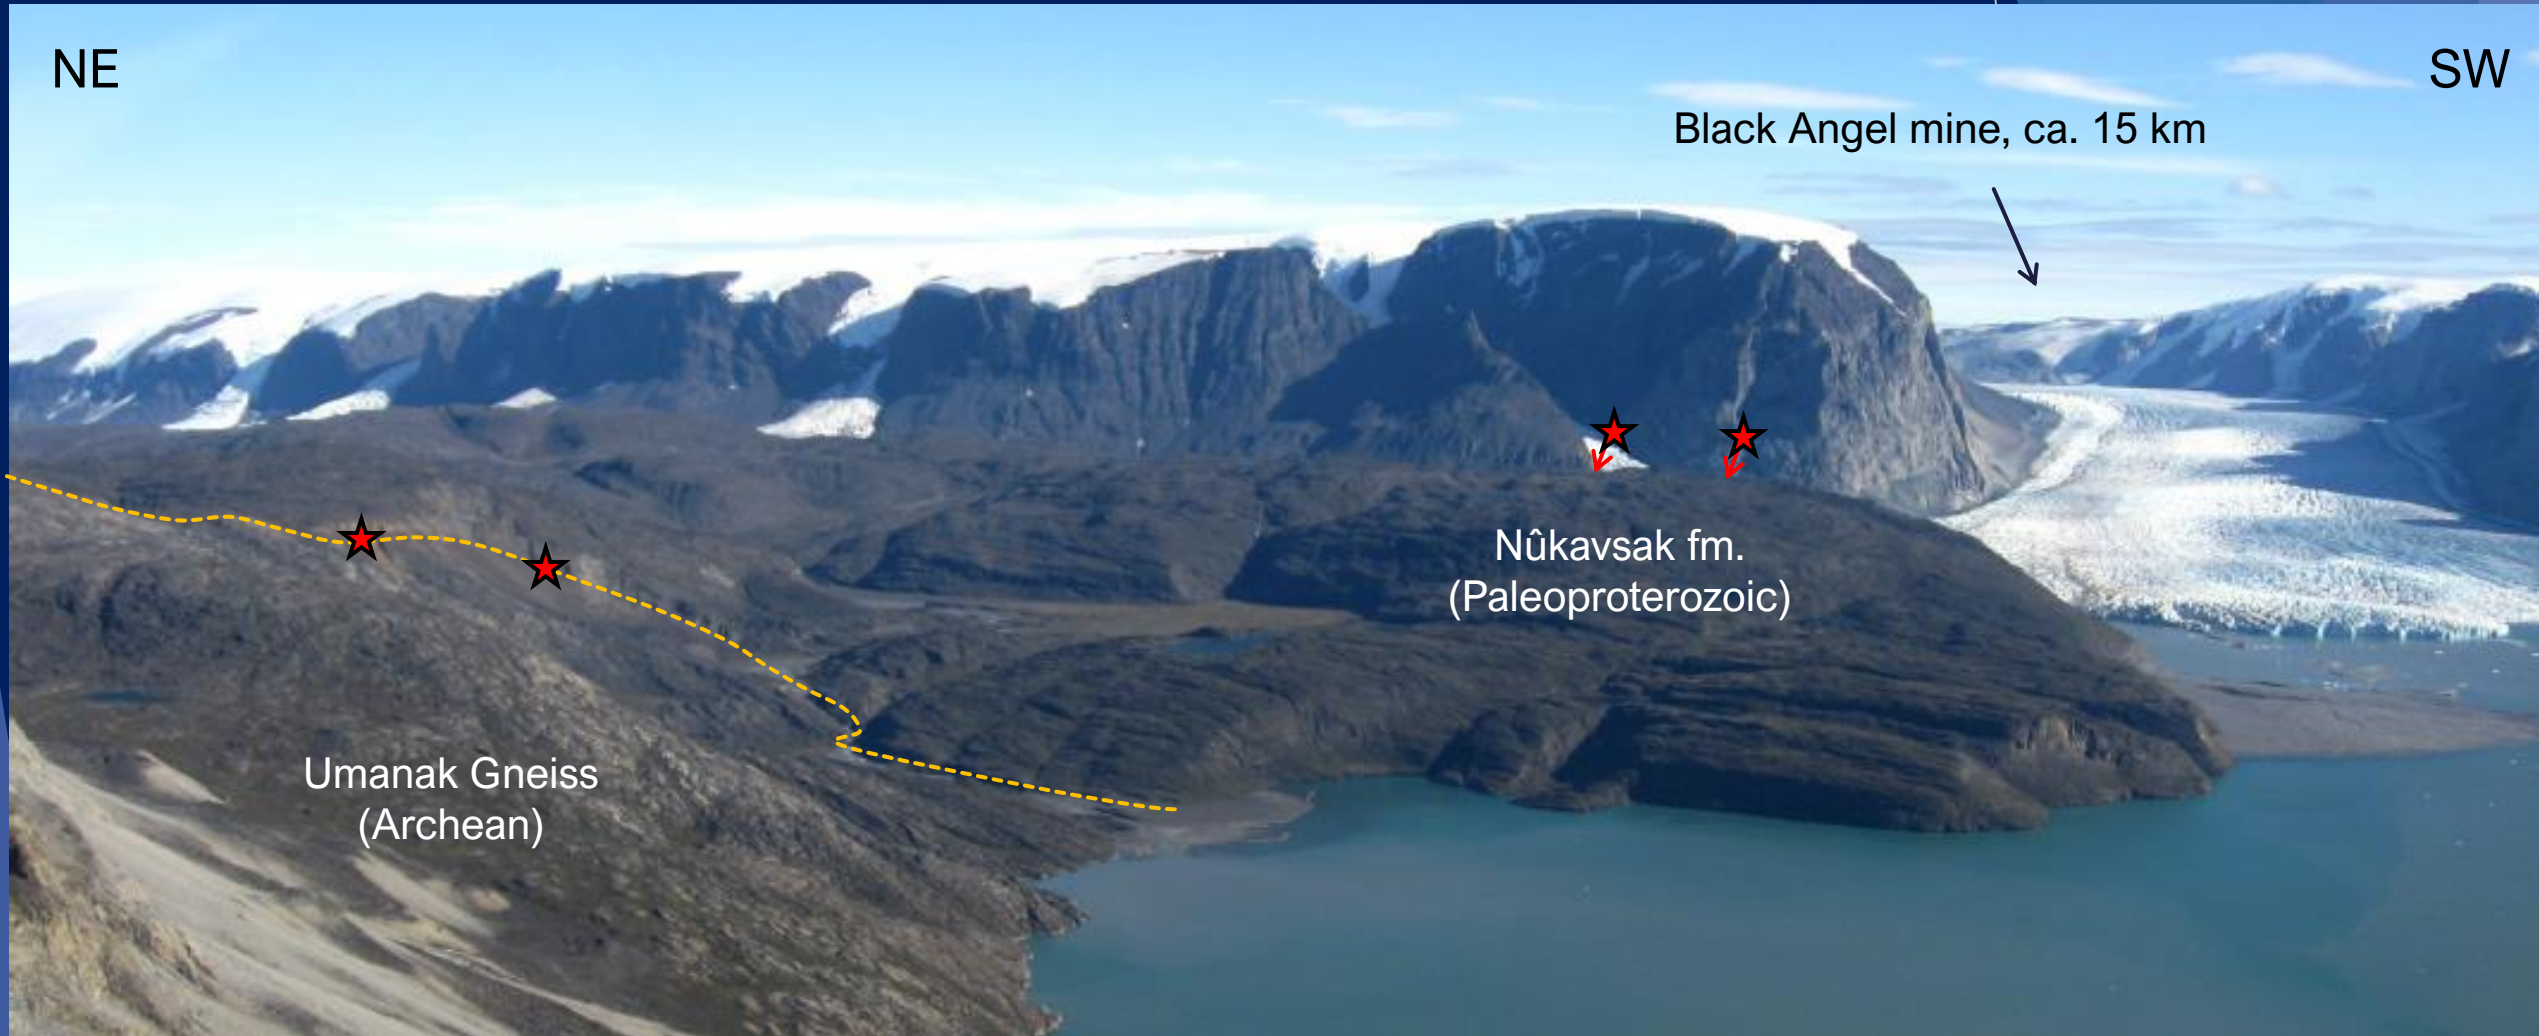 NE
SW
Black Angel mine, ca. 15 km
Nûkavsak fm.
(Paleoproterozoic)
Umanak Gneiss
(Archean)